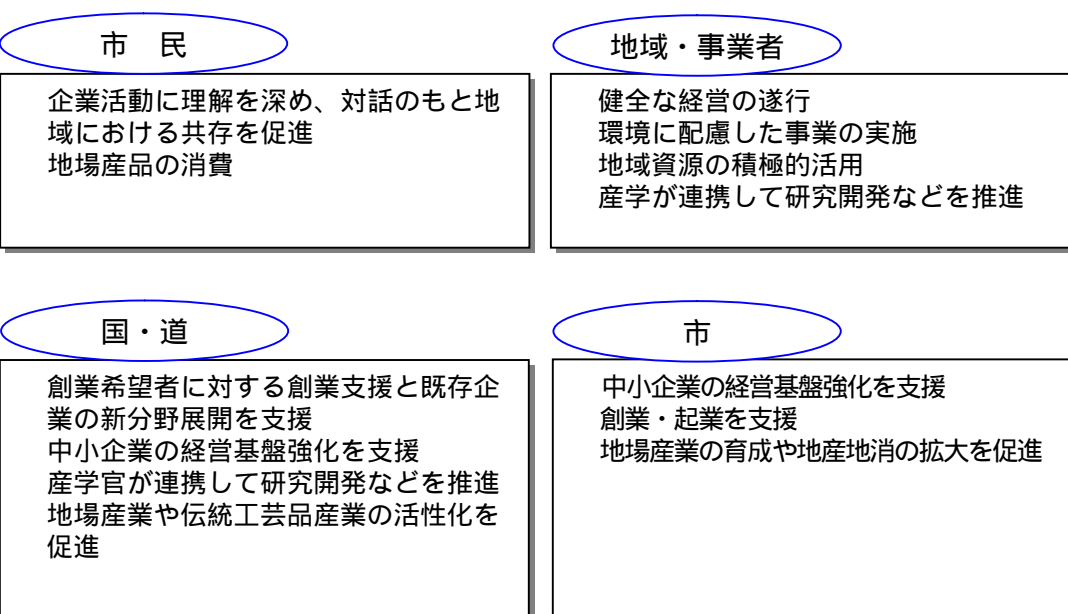 市　民
企業活動に理解を深め、対話のもと地
域における共存を促進
地場産品の消費
地域・事業者
健全な経営の遂行
環境に配慮した事業の実施
地域資源の積極的活用
産学が連携して研究開発などを推進
国・道
創業希望者に対する創業支援と既存企
業の新分野展開を支援
中小企業の経営基盤強化を支援
産学官が連携して研究開発などを推進
地場産業や伝統工芸品産業の活性化を
促進
市
中小企業の経営基盤強化を支援
創業・起業を支援
地場産業の育成や地産地消の拡大を促進